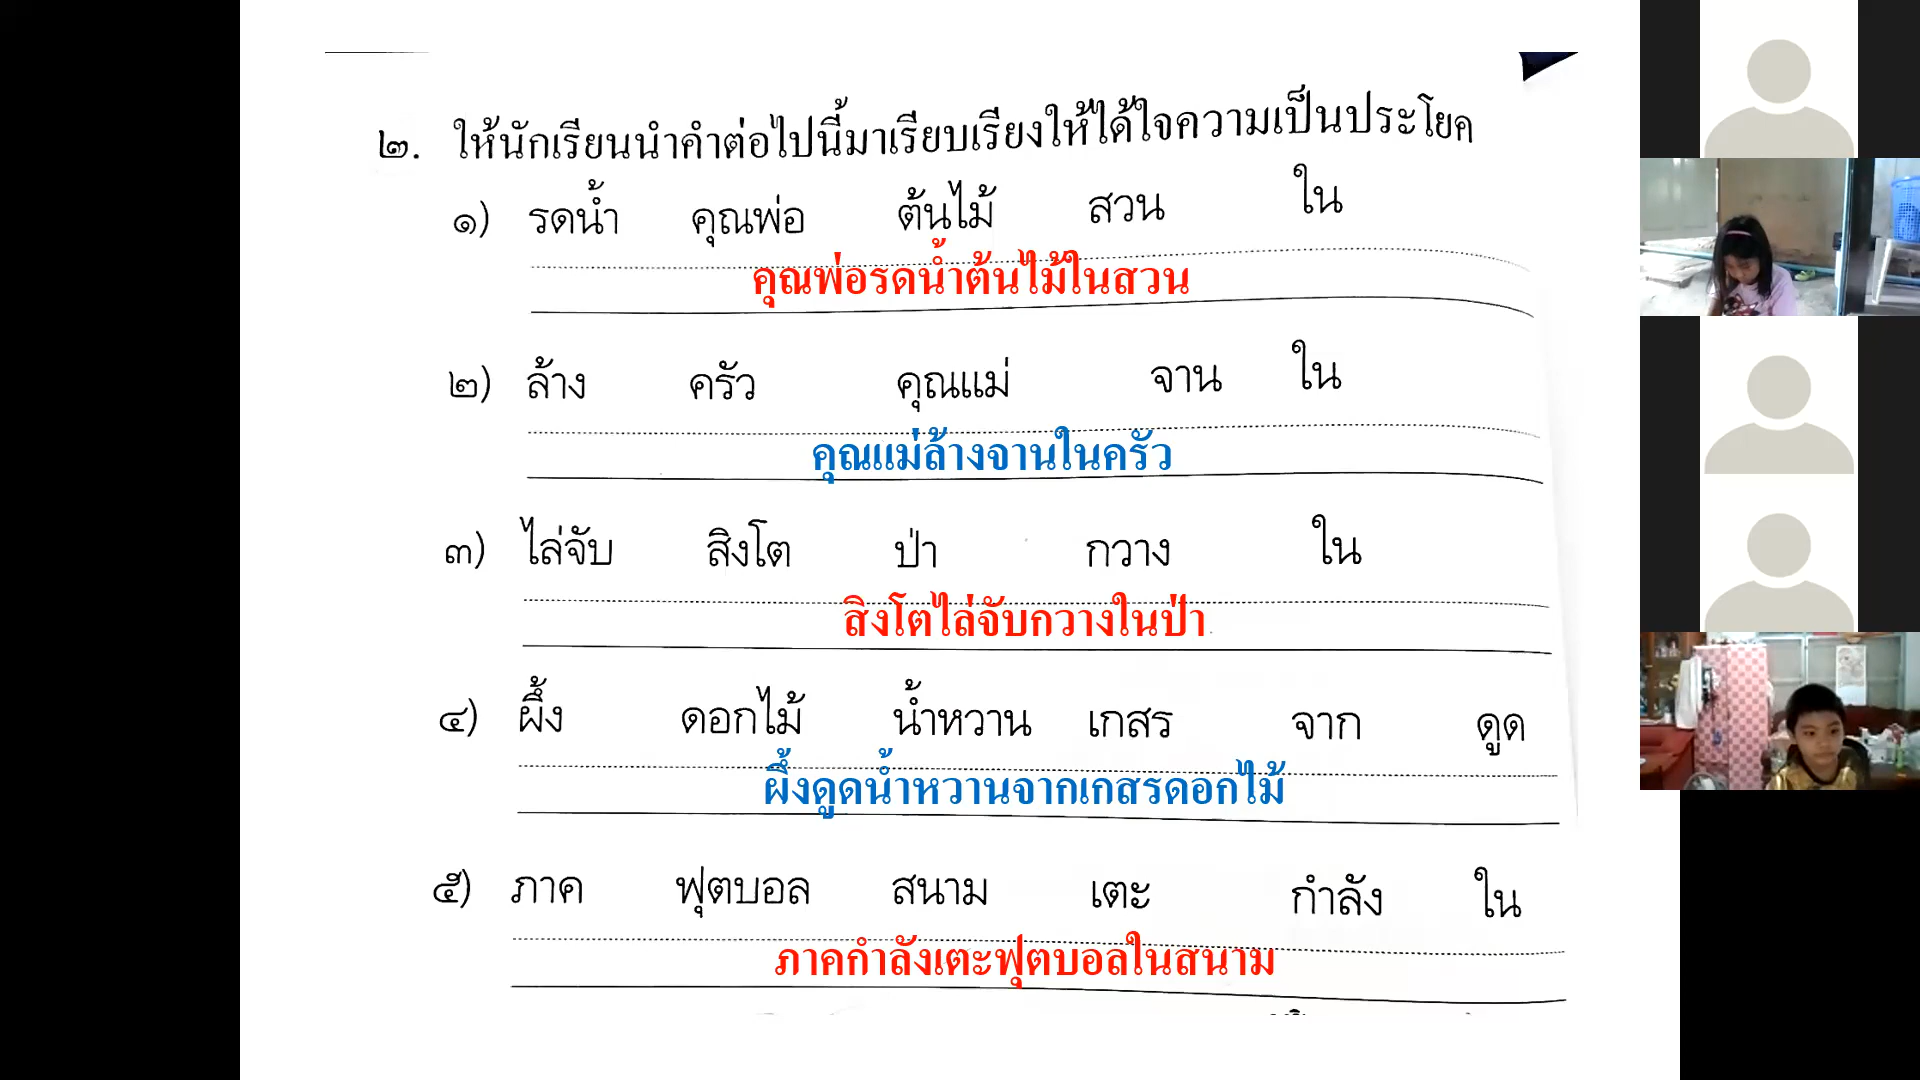 ๒. ให้นักเรียนนำคำต่อไปนี้มาเรียบเรียงให้ได้ใจความเป็นประโยค
๑) รดน้ำ คุณพ่อ ต้นไม้ สวน ใน
คุณพ่อรดน้ำต้นไม้ในสวน
๒) ล้าง ครัว คุณแม่ จาน ใน
คุณแม่ล้างจานในครัว
๓) ไล่จับ สิงโต ป่า กวาง ใน
สิงโตไล่จับกวางในป่า
๔) ผึ้ง ดอกไม้ น้ำหวาน เกสร จาก ดูด
ผึ้งดูดน้ำหวานจากเกสรดอกไม้
๕) ภาค ฟุตบอล สนาม เตะ กำลัง ใน
ภาคกำลังเตะฟุตบอลในสนาม